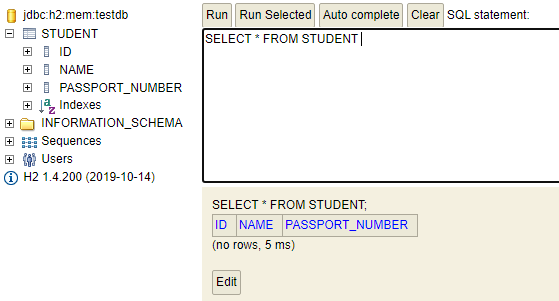 jdbc:h2:mem:testdb
STUDENT
ID
NAME
PASSPORT_NUMBER
Indexes
INFORMATION_SCHEMA
Sequences
Users
H2 1.4.200 (2019-10-14)
Run Run Selected Auto complete Clear SQL statement:
SELECT * FROM STUDENT
SELECT * FROM STUDENT;
ID NAME PASSPORT_NUMBER
(no rows, 5 ms)
Edit